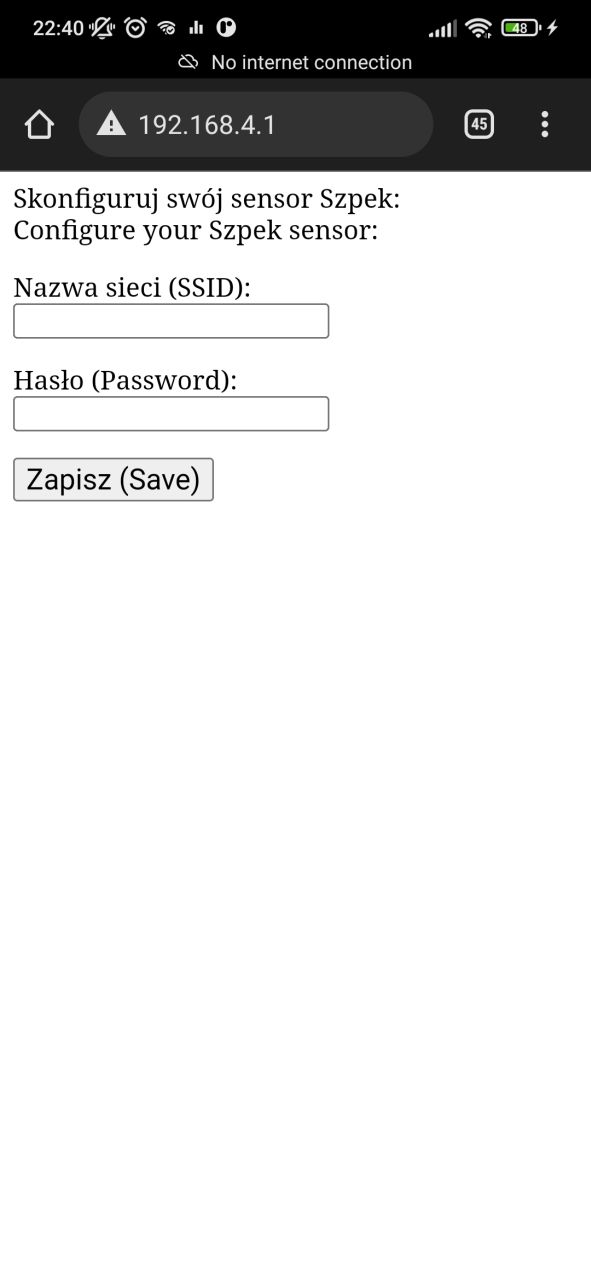 22:40
48
No internet connection
192.168.4.1
45
Skonfiguruj swój sensor Szpek:
Configure your Szpek sensor:
Nazwa sieci (SSID):
Hasło (Password):
Zapisz (Save)